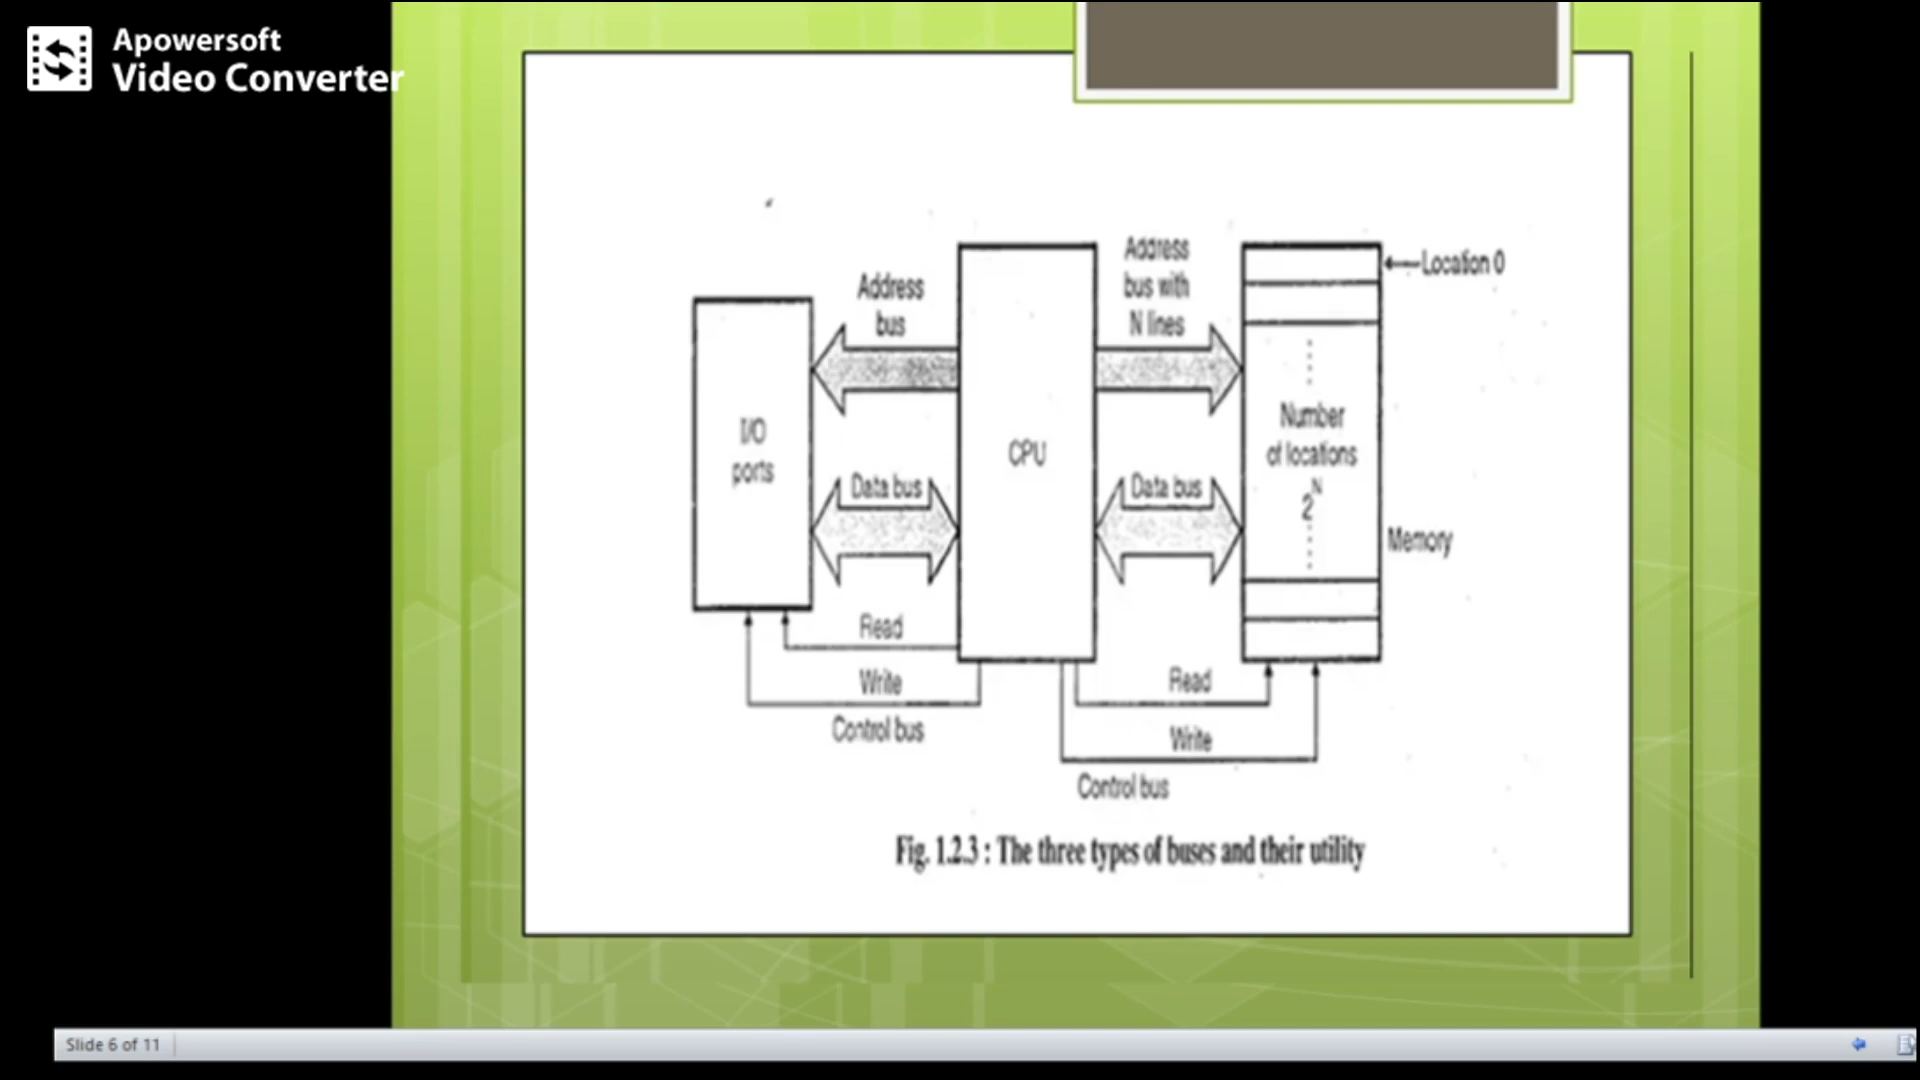 Apowersoft
Video Converter
Address
bus
Address
bus with
N lines
Location 0
I/O
ports
CPU
Number
of locations
2^N
Data bus
Data bus
Memory
Read
Write
Control bus
Read
Write
Control bus
Fig. 1.2.3 : The three types of buses and their utility
Slide 6 of 11